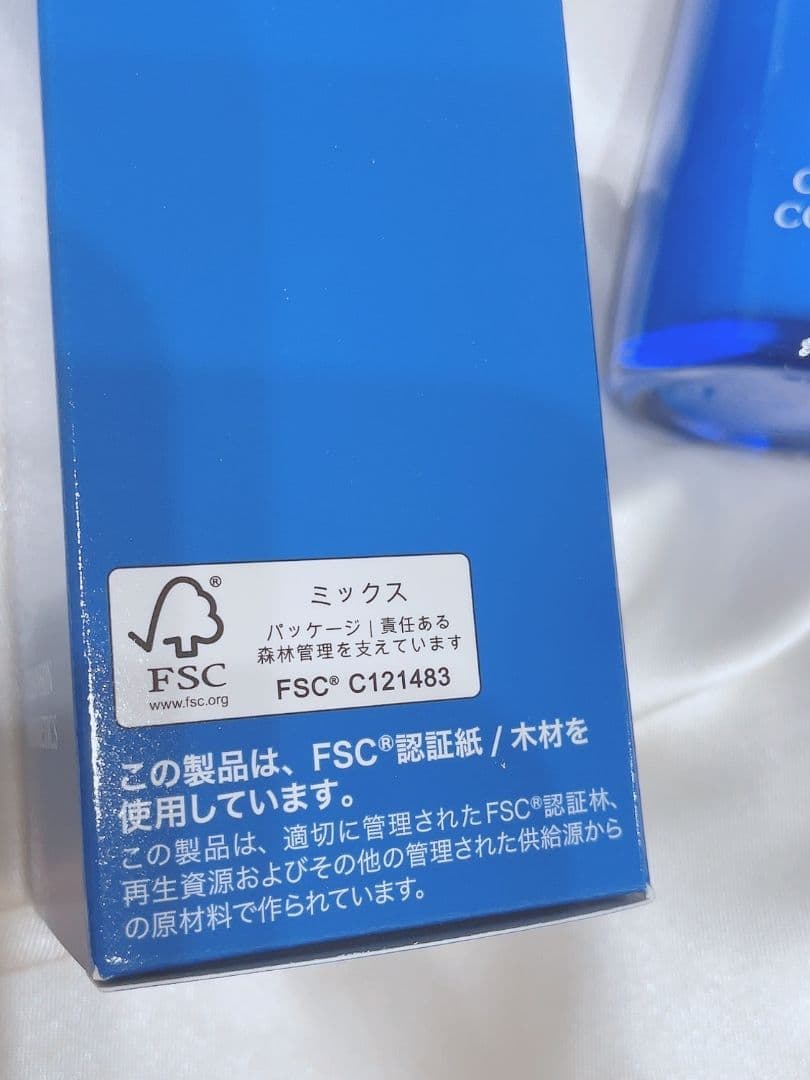 ミックス
パッケージ | 責任ある
森林管理を支えています
FSC® C121483
®
FSC
www.fsc.org
この製品は、FSC®認証紙 / 木材を
使用しています。
この製品は、適切に管理されたFSC®認証林、
再生資源およびその他の管理された供給源から
の原材料で作られています。